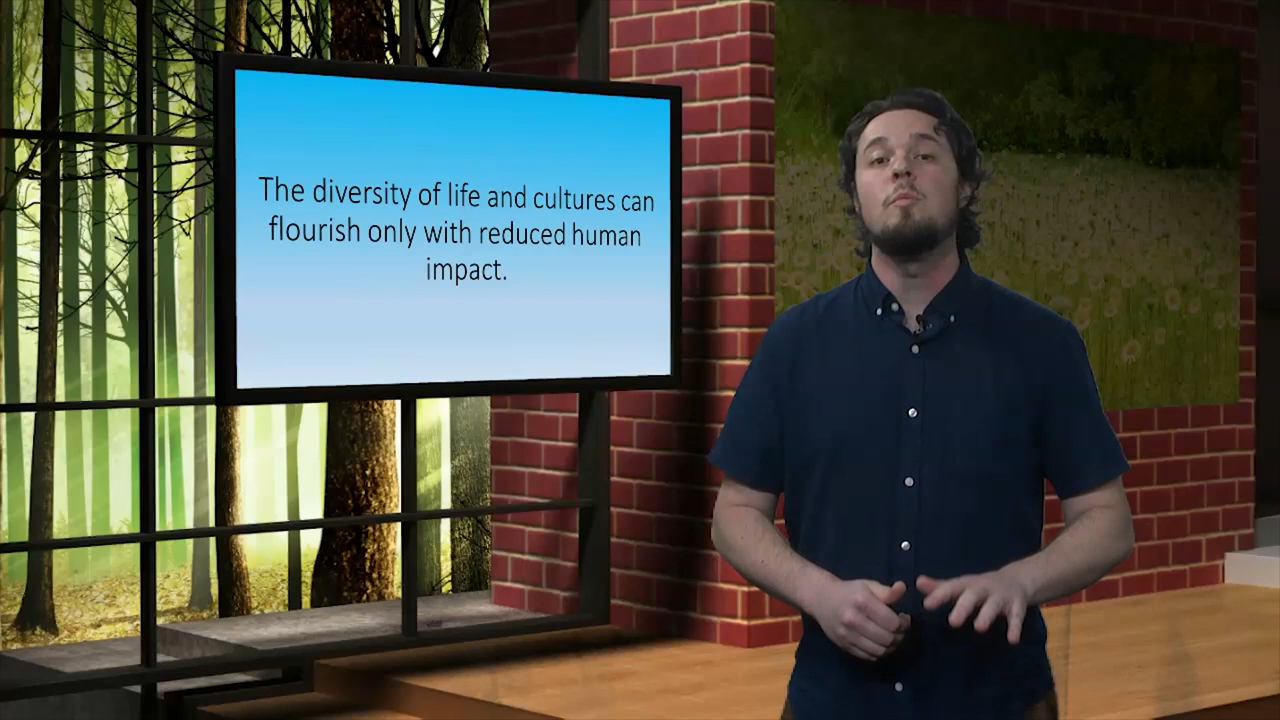 The diversity of life and cultures can
flourish only with reduced human
impact.